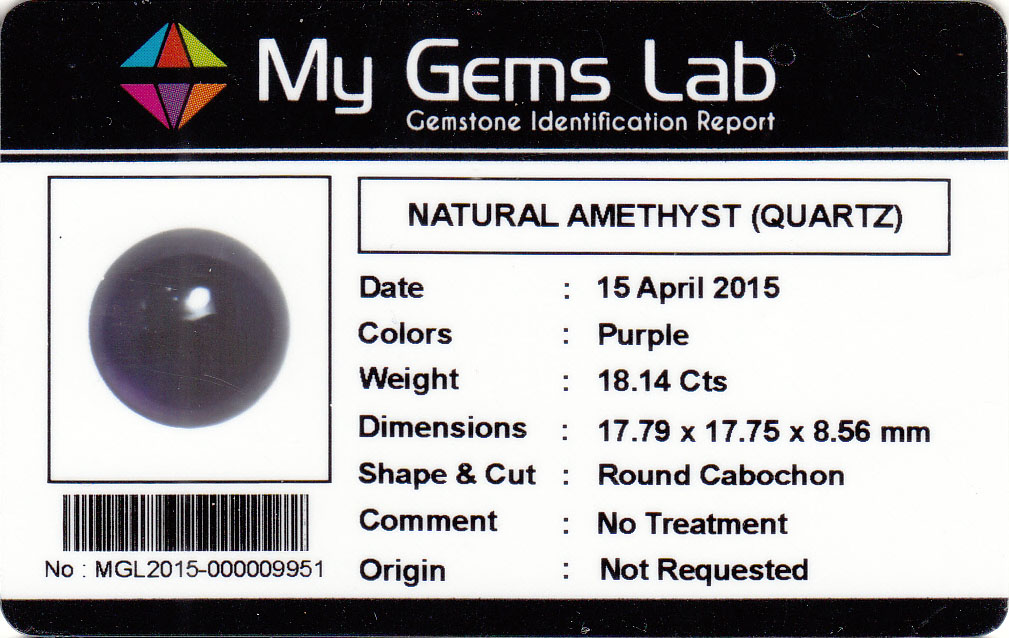 My Gems Lab
Gemstone Identification Report
NATURAL AMETHYST (QUARTZ)
Date : 15 April 2015
Colors : Purple
Weight : 18.14 Cts
Dimensions : 17.79 x 17.75 x 8.56 mm
Shape & Cut : Round Cabochon
Comment : No Treatment
Origin : Not Requested
No : MGL2015-000009951